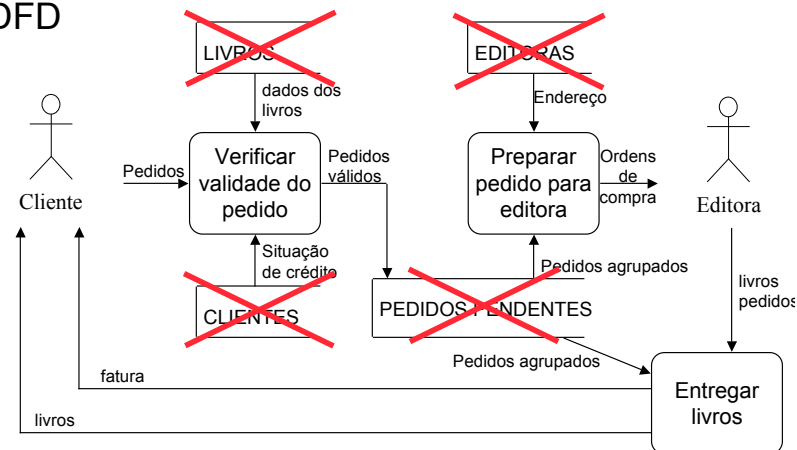 DFD
LIVROS
EDITORAS
dados dos
livros
Endereço
Pedidos
Verificar
validade do
pedido
Pedidos
válidos
Preparar
pedido para
editora
Ordens
de
compra
Cliente
Editora
Situação
de crédito
Pedidos agrupados
CLIENTES
PEDIDOS PENDENTES
livros
pedidos
Pedidos agrupados
fatura
Entregar
livros
livros